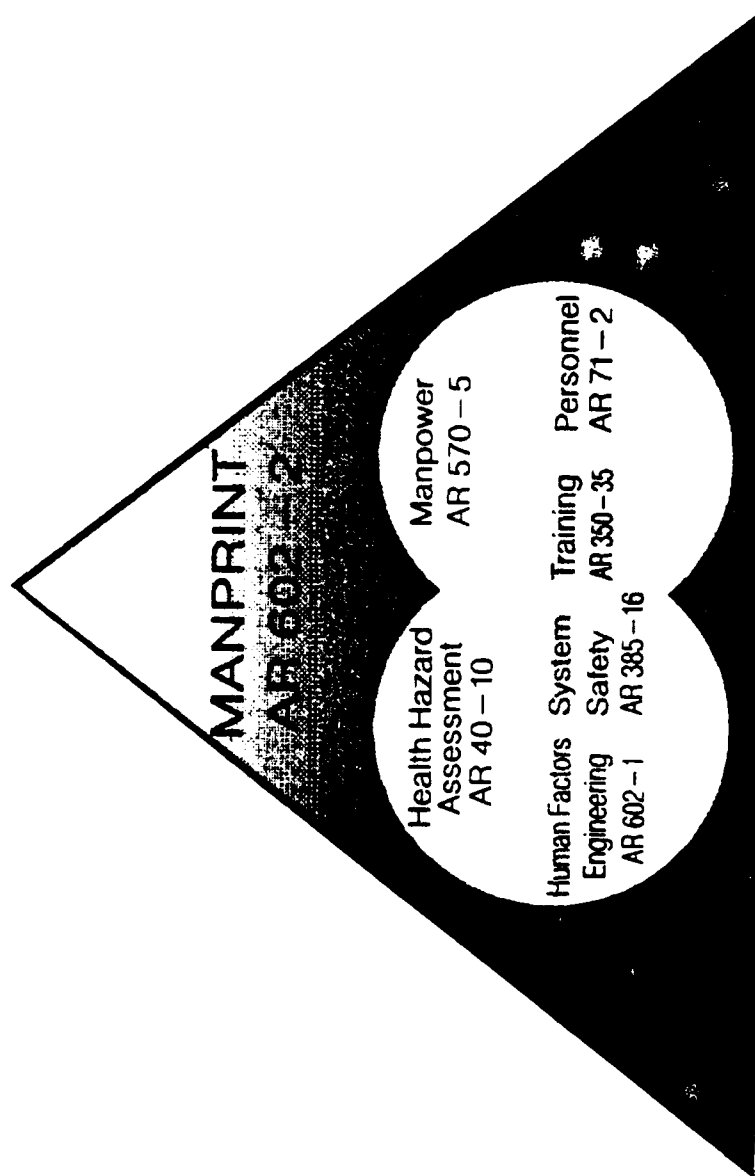 MANPRINT
AR 602 – 2
Health Hazard
Assessment
AR 40 – 10
Manpower
AR 570 – 5
Human Factors
Engineering
AR 602 – 1
System
Safety
AR 385 – 16
Training
AR 350 – 35
Personnel
AR 71 – 2